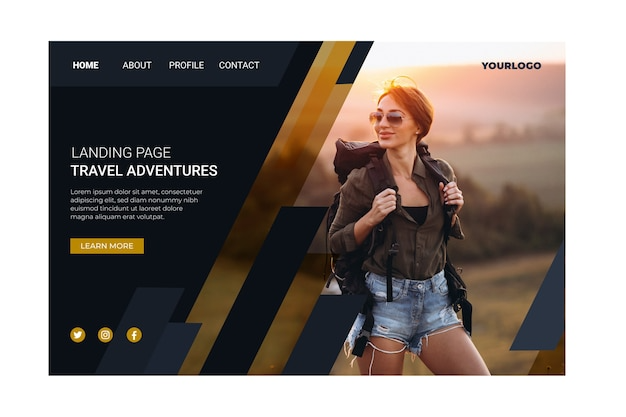 HOME ABOUT PROFILE CONTACT YOURLOGO
LANDING PAGE
TRAVEL ADVENTURES
Lorem ipsum dolor sit amet, consectetuer
adipiscing elit, sed diam nonummy nibh
euismod tincidunt ut laoreet dolore magna
aliquam erat volutpat.
LEARN MORE